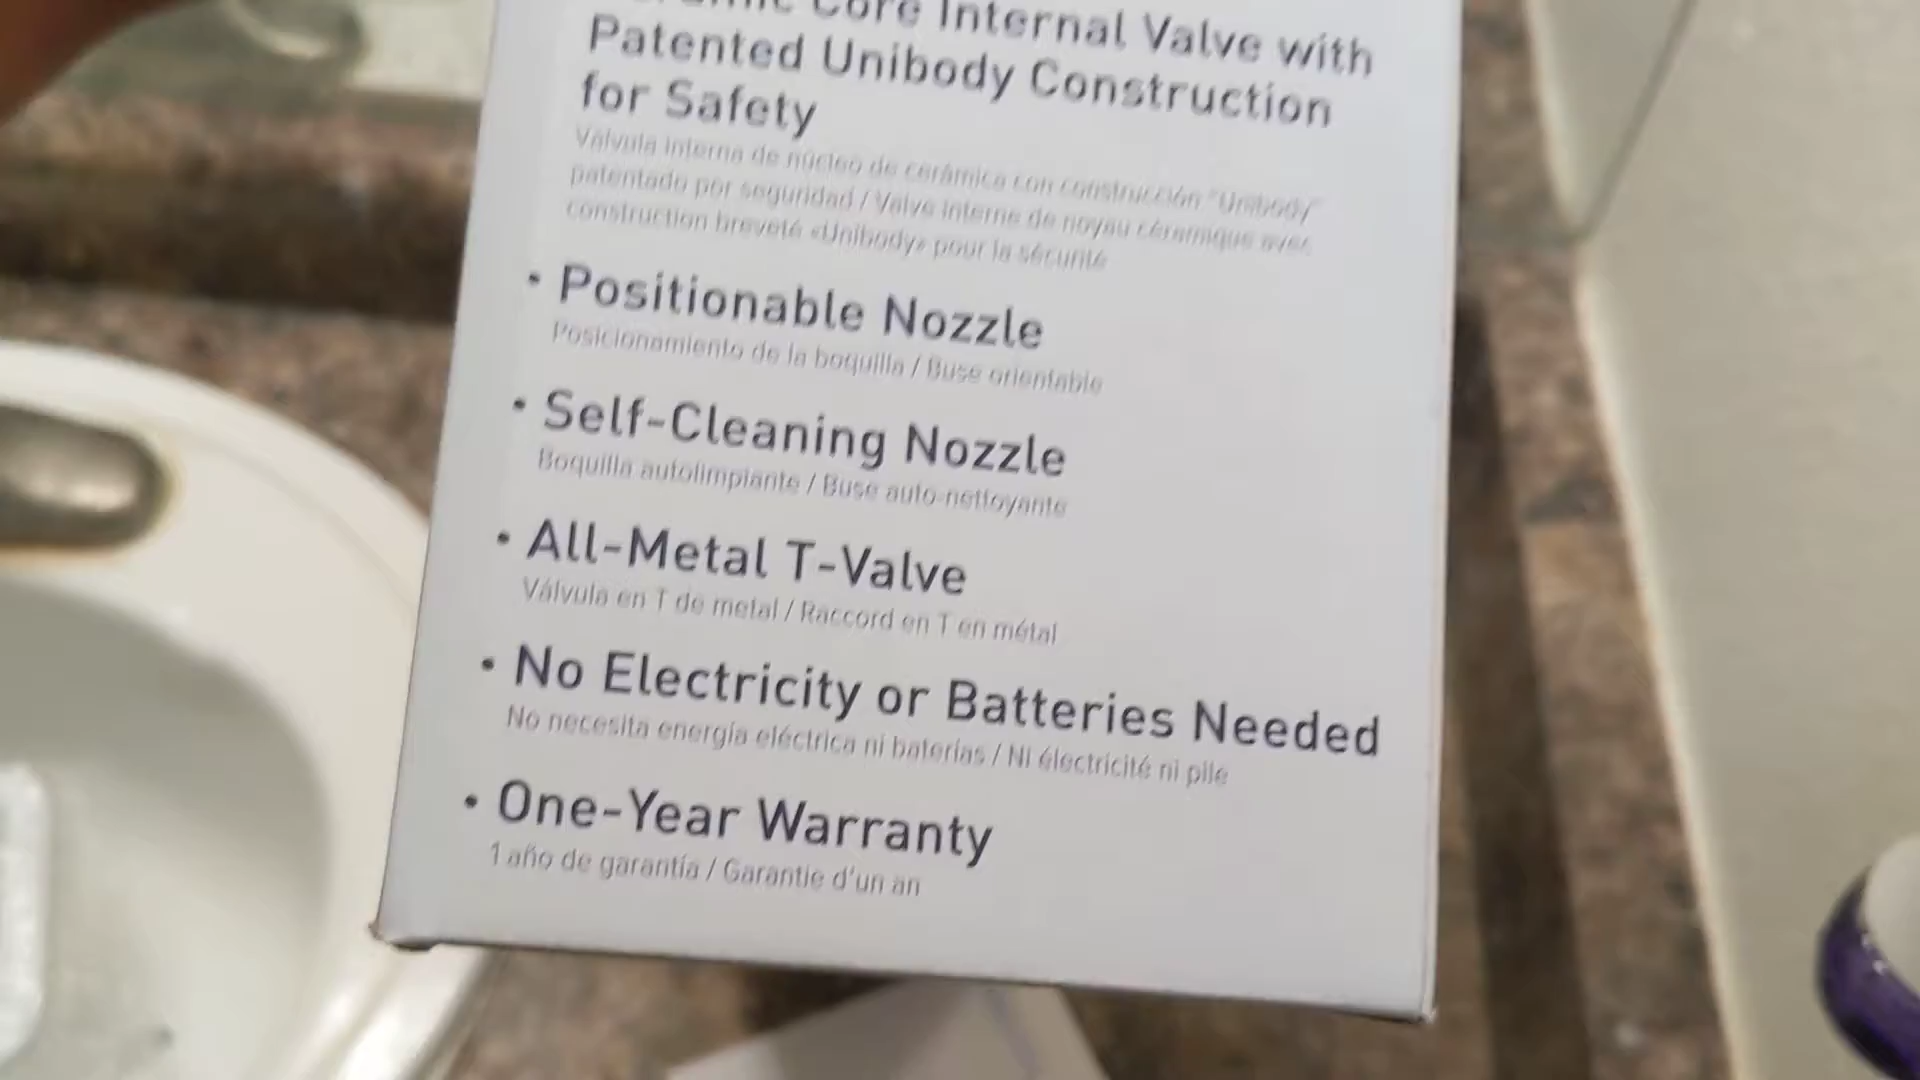 Core Internal Valve with
Patented Unibody Construction
for Safety
Válvula interna de núcleo de cerámica con construcción "Unibody"
patentado por seguridad / Valve interne de noyau céramique avec
construction breveté «Unibody» pour la sécurité
• Positionable Nozzle
Posicionamiento de la boquilla / Buse orientable
• Self-Cleaning Nozzle
Boquilla autolimpiante / Buse auto-nettoyante
• All-Metal T-Valve
Válvula en T de metal / Raccord en T en métal
• No Electricity or Batteries Needed
No necesita energía eléctrica ni baterías / Ni électricité ni pile
• One-Year Warranty
1 año de garantía / Garantie d'un an